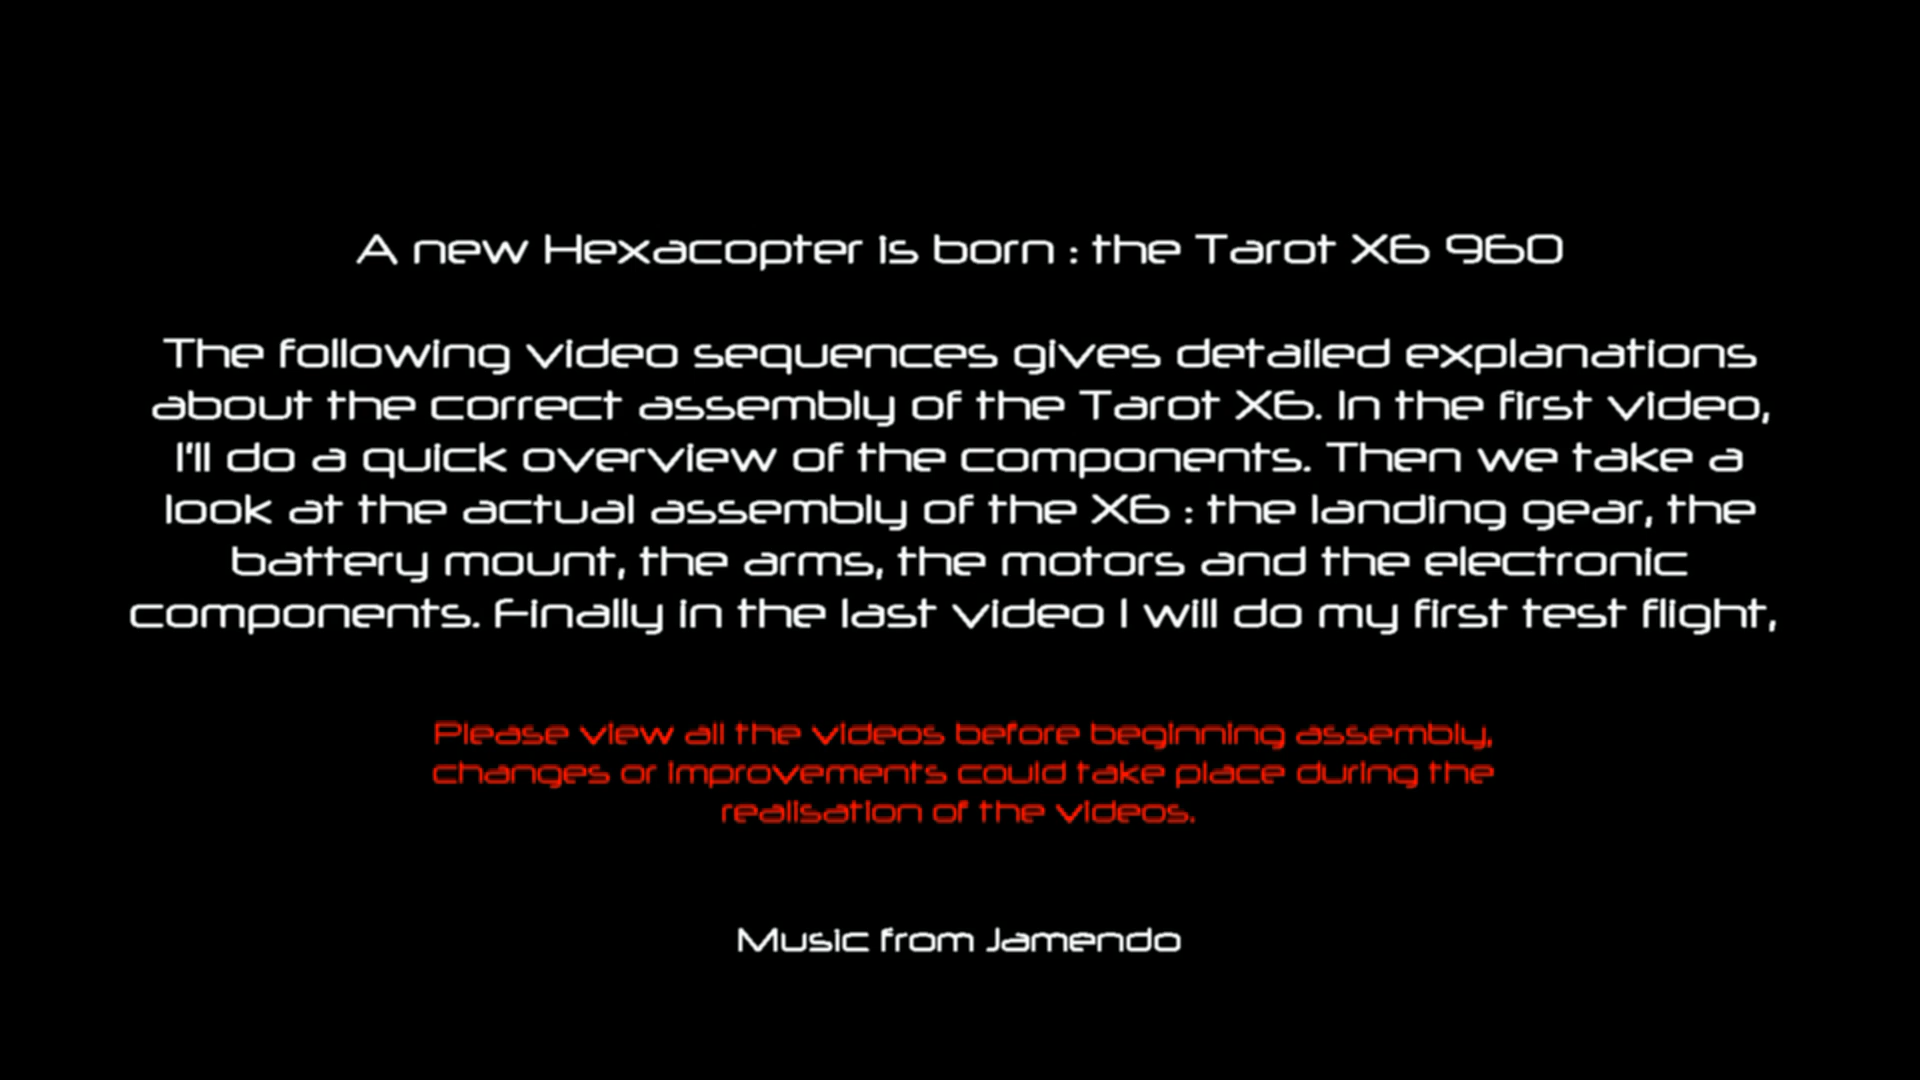 A new Hexacopter is born : the Tarot X6 960
The following video sequences gives detailed explanations
about the correct assembly of the Tarot X6. In the first video,
I'll do a quick overview of the components. Then we take a
look at the actual assembly of the X6 : the landing gear, the
battery mount, the arms, the motors and the electronic
components. Finally in the last video I will do my first test flight,
Please view all the videos before beginning assembly,
changes or improvements could take place during the
realisation of the videos.
Music from Jamendo